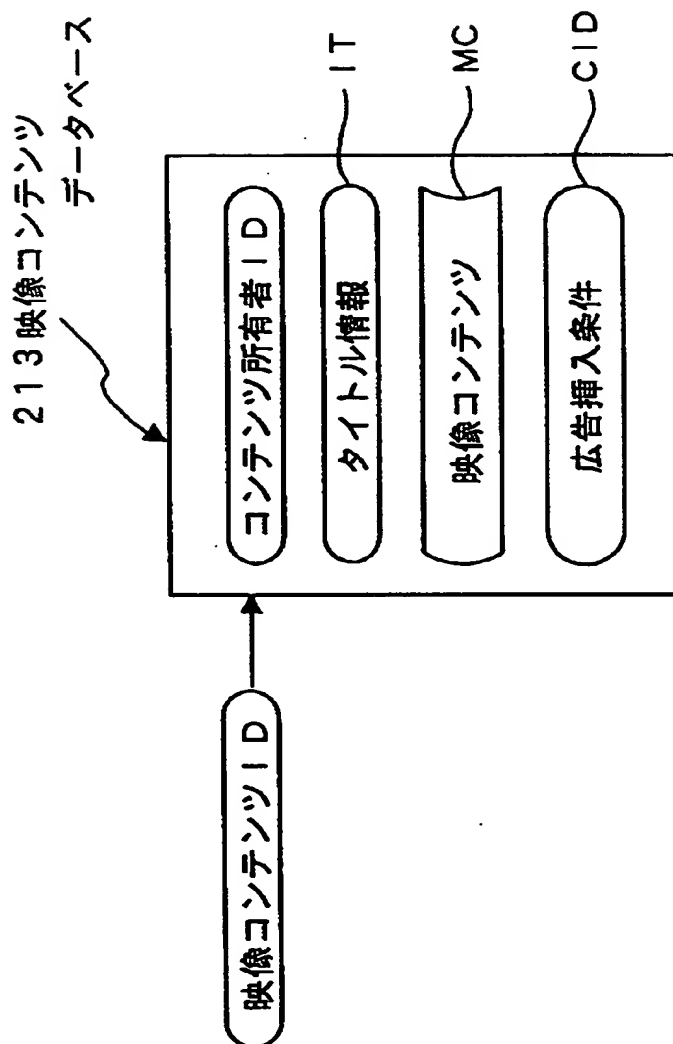 213映像コンテンツ
データベース
映像コンテンツID
コンテンツ所有者ID
タイトル情報
IT
映像コンテンツ
MC
広告挿入条件
CID